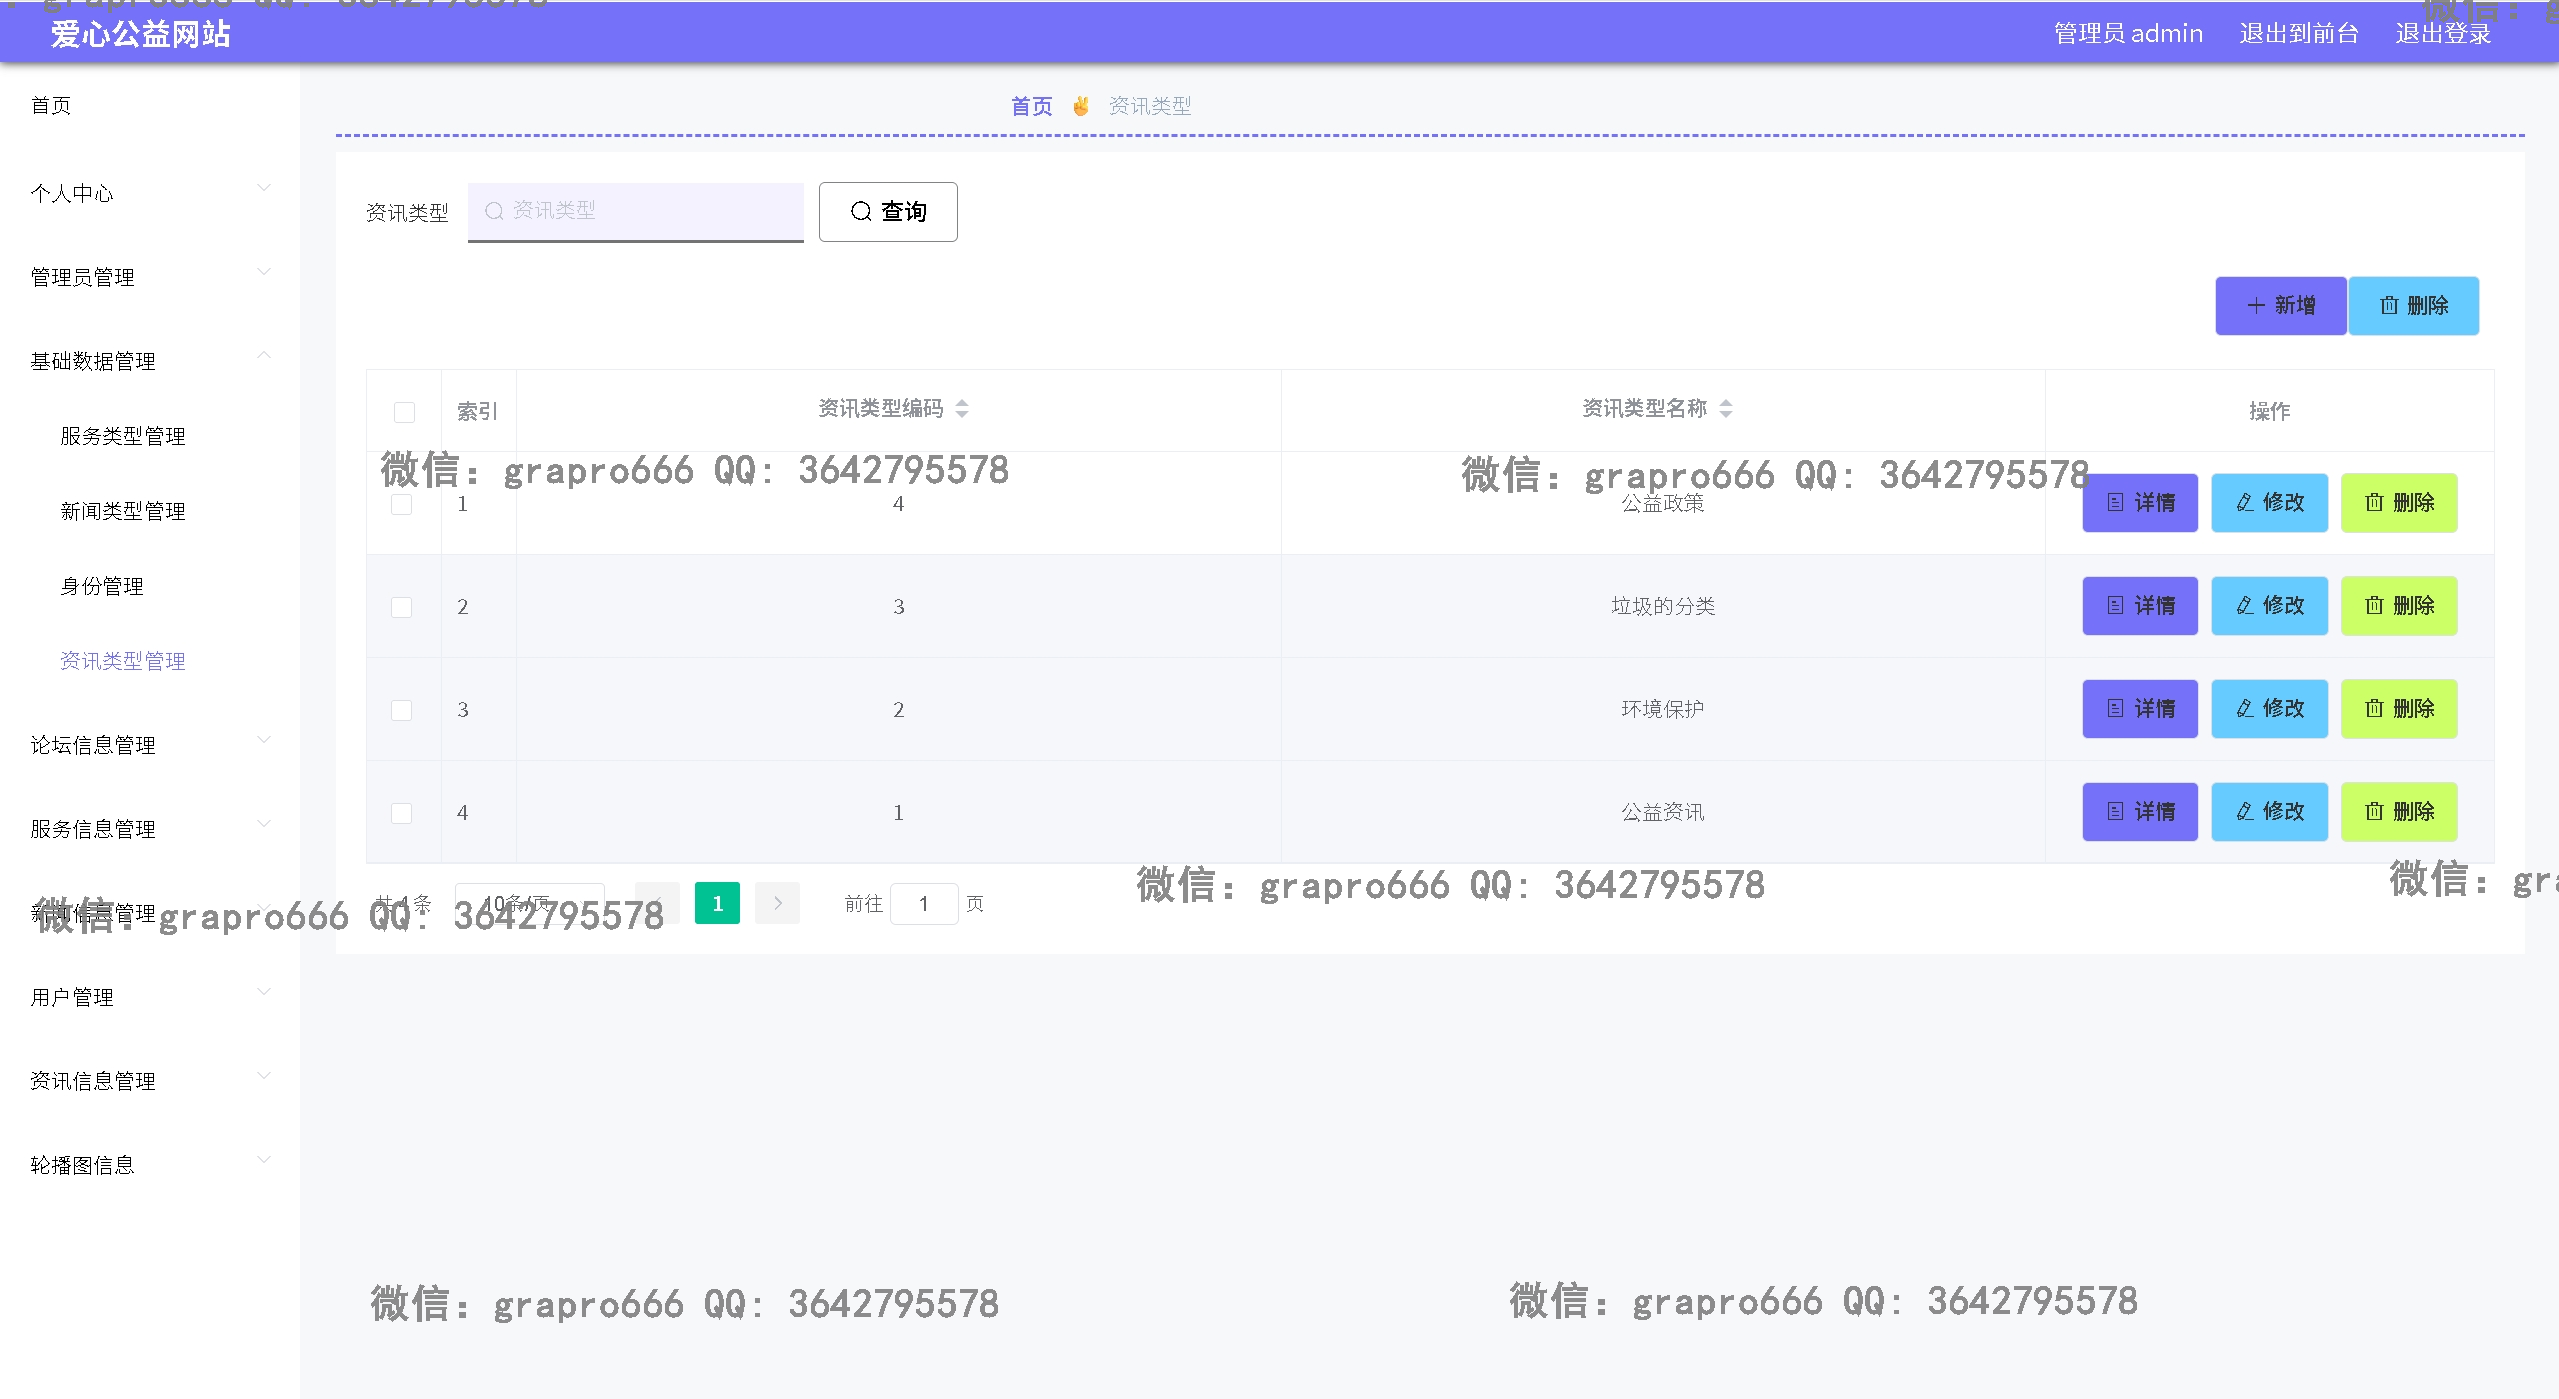 爱心公益网站
管理员 admin 退出到前台 退出登录
首页
个人中心
管理员管理
基础数据管理
服务类型管理
新闻类型管理
身份管理
资讯类型管理
论坛信息管理
服务信息管理
新闻信息管理
用户管理
资讯信息管理
轮播图信息
首页 资讯类型
资讯类型 资讯类型 查询
新增 删除
索引 资讯类型编码 资讯类型名称 操作
微信：grapro666 QQ: 3642795578
微信：grapro666 QQ: 3642795578
1 4 公益政策 详情 修改 删除
2 3 垃圾的分类 详情 修改 删除
3 2 环境保护 详情 修改 删除
4 1 公益资讯 详情 修改 删除
微信：grapro666 QQ: 3642795578
共 4 条 10条/页 1 前往 1 页
微信：grapro666 QQ: 3642795578
微信：grapro666 QQ: 3642795578
微信：grapro666 QQ: 3642795578